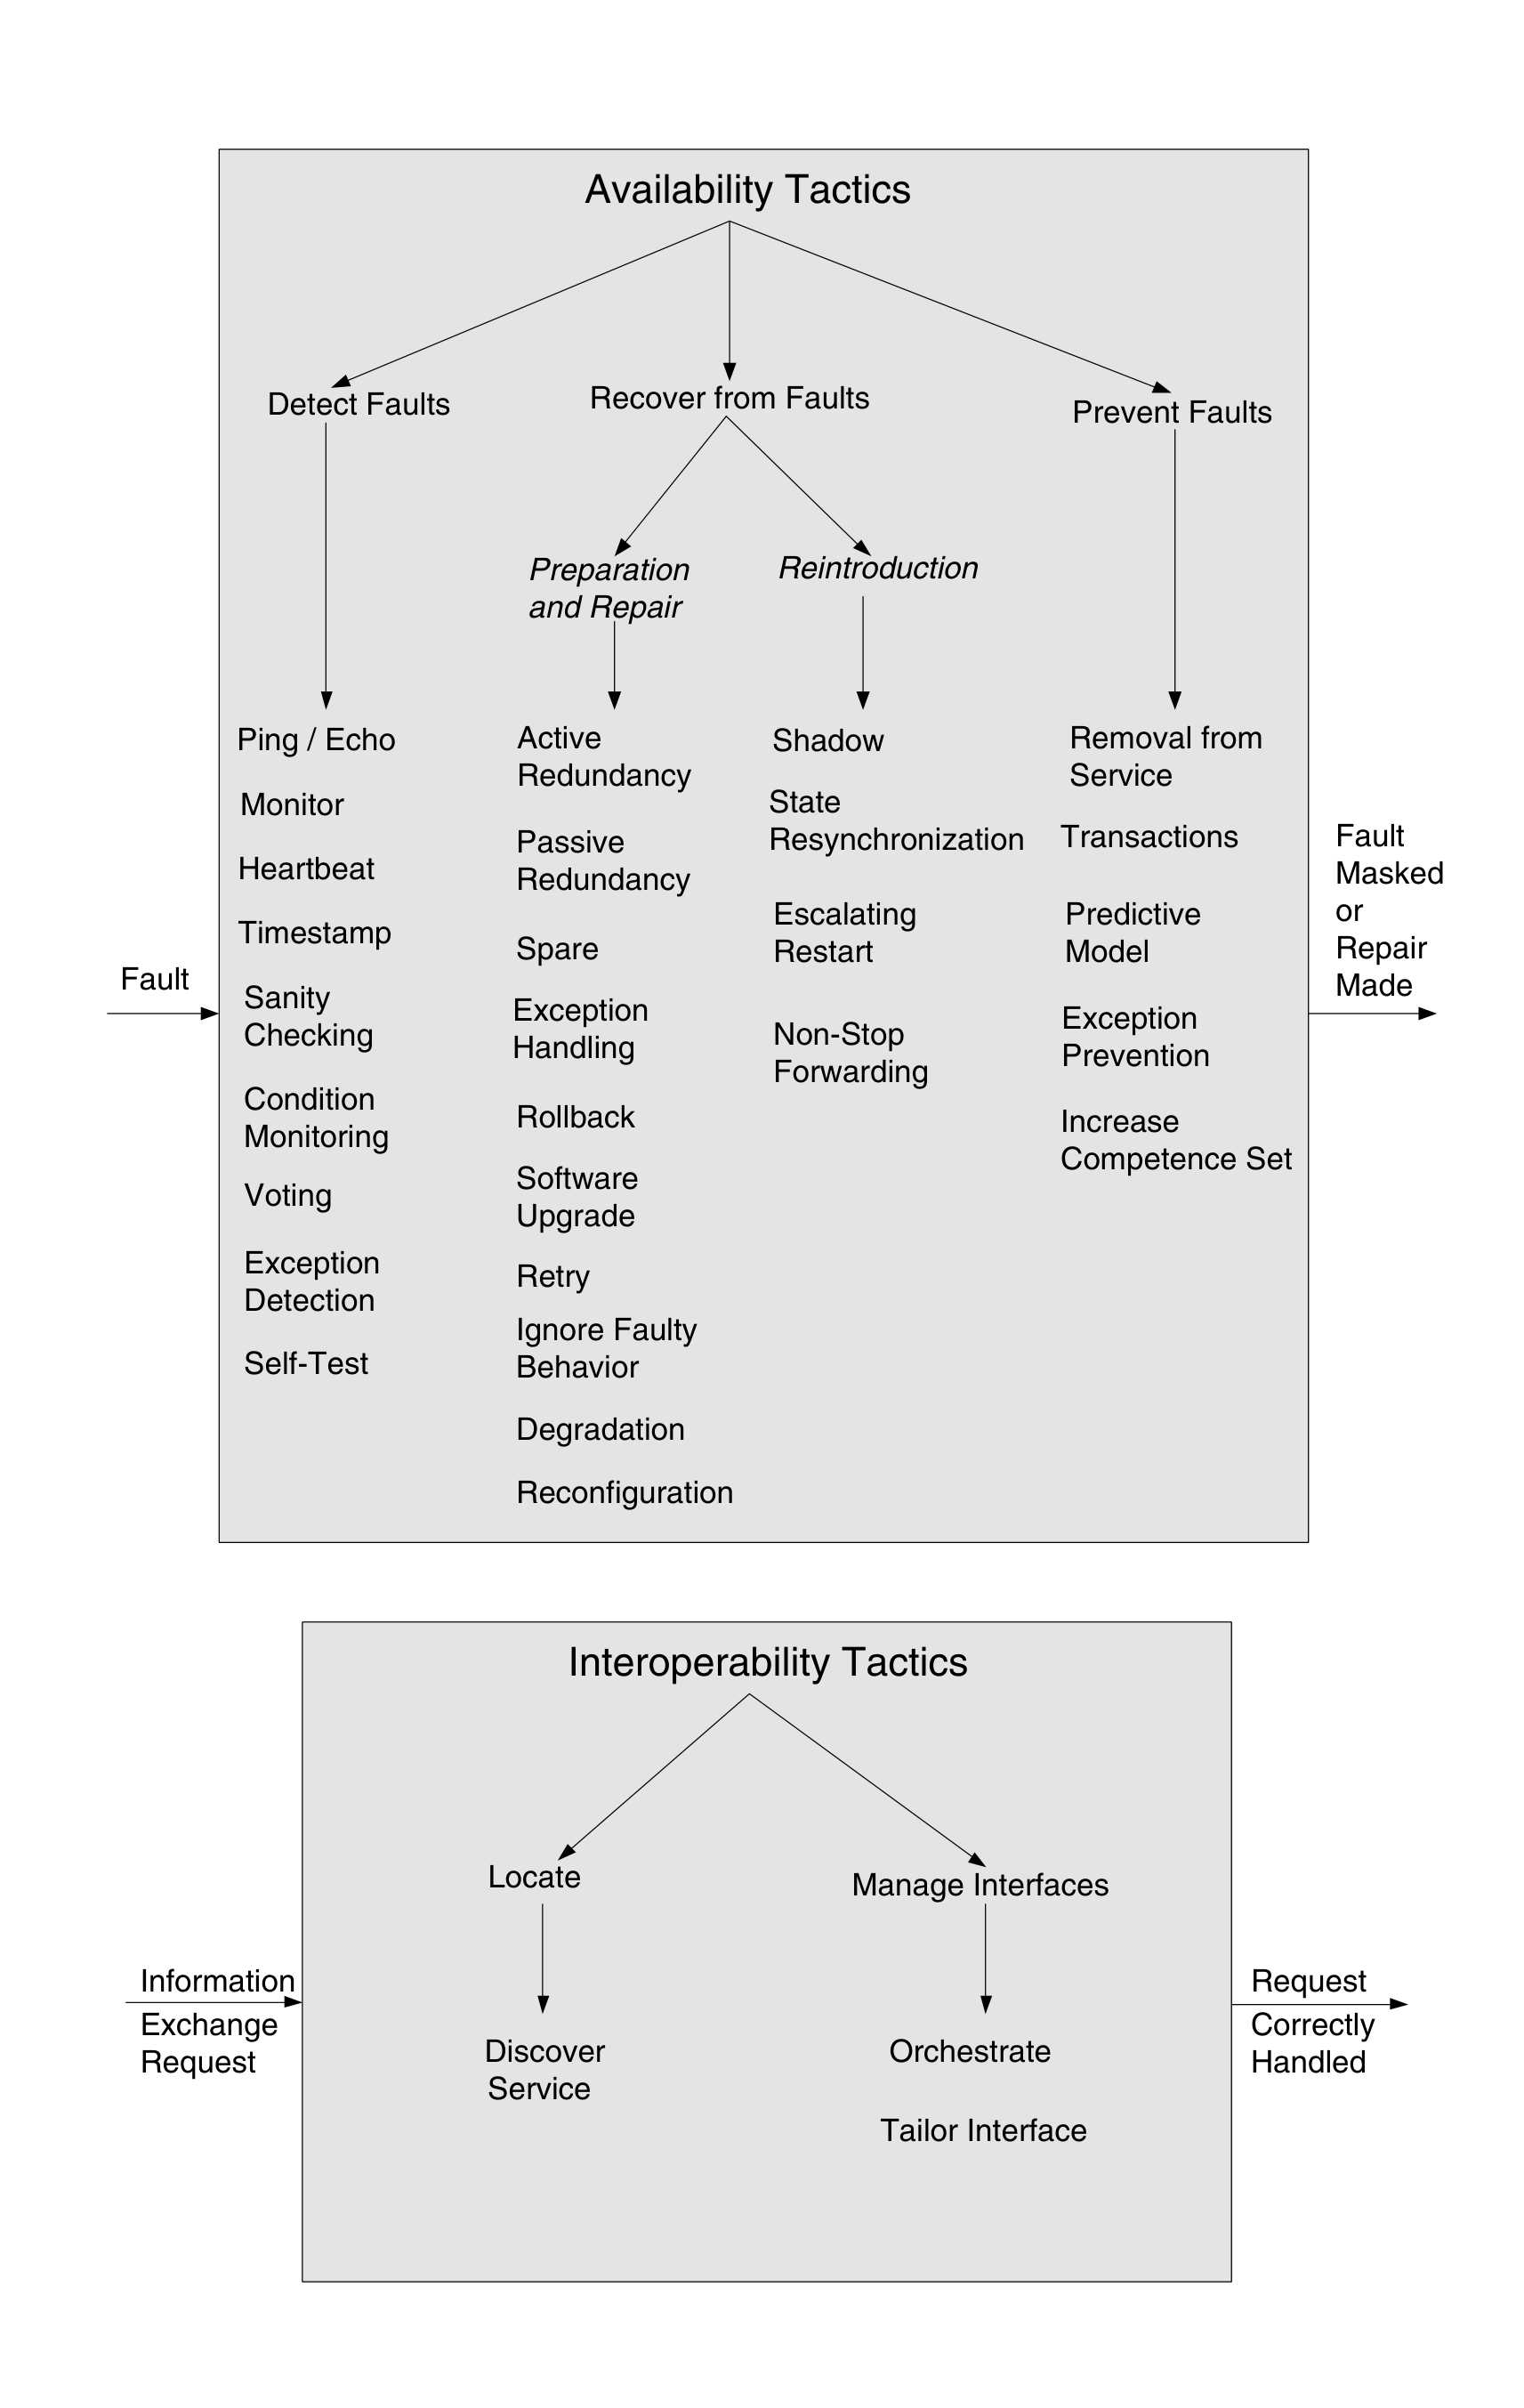 Availability Tactics
Detect Faults
Recover from Faults
Prevent Faults
Preparation
and Repair
Reintroduction
Ping / Echo
Monitor
Heartbeat
Timestamp
Sanity
Checking
Condition
Monitoring
Voting
Exception
Detection
Self-Test
Active
Redundancy
Passive
Redundancy
Spare
Exception
Handling
Rollback
Software
Upgrade
Retry
Ignore Faulty
Behavior
Degradation
Reconfiguration
Shadow
State
Resynchronization
Escalating
Restart
Non-Stop
Forwarding
Removal from
Service
Transactions
Predictive
Model
Exception
Prevention
Increase
Competence Set
Fault
Fault
Masked
or
Repair
Made
Interoperability Tactics
Locate
Manage Interfaces
Information
Exchange
Request
Discover
Service
Orchestrate
Tailor Interface
Request
Correctly
Handled